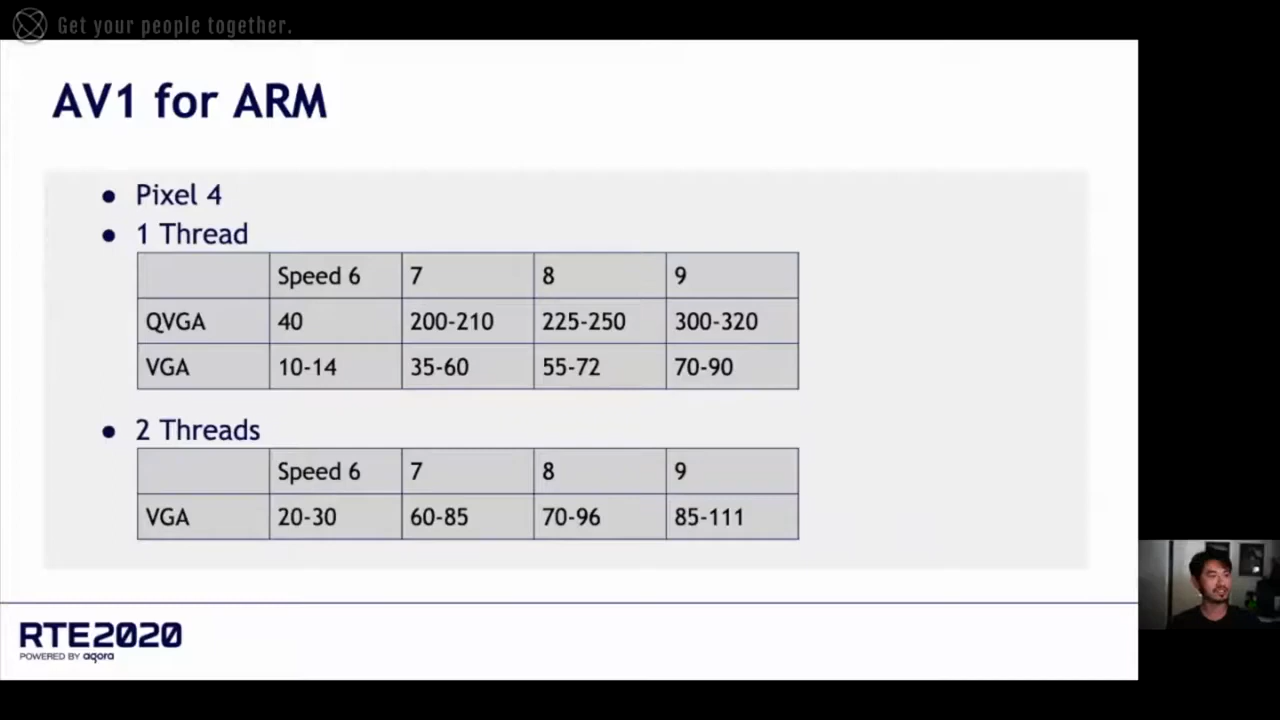 Get your people together.
AV1 for ARM
● Pixel 4
● 1 Thread
Speed 6 7 8 9
QVGA 40 200-210 225-250 300-320
VGA 10-14 35-60 55-72 70-90
● 2 Threads
Speed 6 7 8 9
VGA 20-30 60-85 70-96 85-111
RTE2020
POWERED BY agora